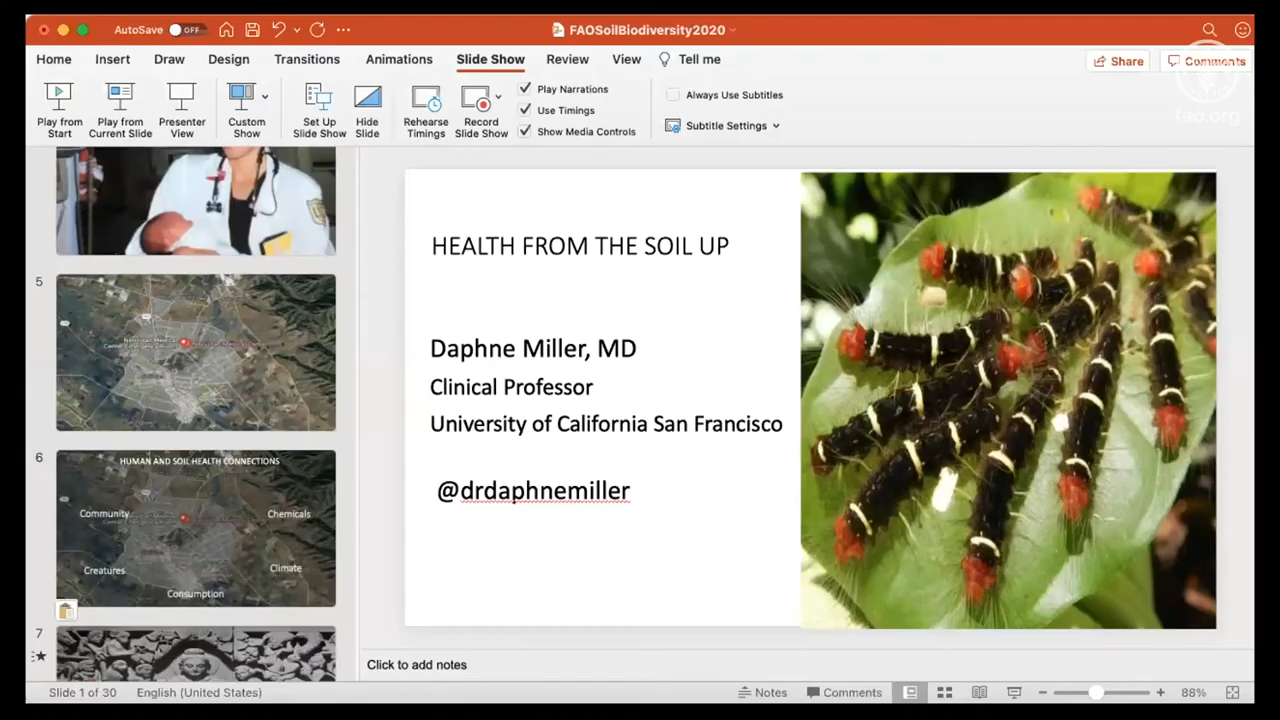 AutoSave OFF
FAOSoilBiodiversity2020
Home Insert Draw Design Transitions Animations Slide Show Review View Tell me
Share Comments
fao.org
Play from Start
Play from Current Slide
Presenter View
Custom Show
Set Up Slide Show
Hide Slide
Rehearse Timings
Record Slide Show
Play Narrations
Use Timings
Show Media Controls
Always Use Subtitles
Subtitle Settings
5
6
HUMAN AND SOIL HEALTH CONNECTIONS
Community
Chemicals
Creatures
Climate
Consumption
7
HEALTH FROM THE SOIL UP
Daphne Miller, MD
Clinical Professor
University of California San Francisco
@drdaphnemiller
Click to add notes
Slide 1 of 30 English (United States) Notes Comments 88%